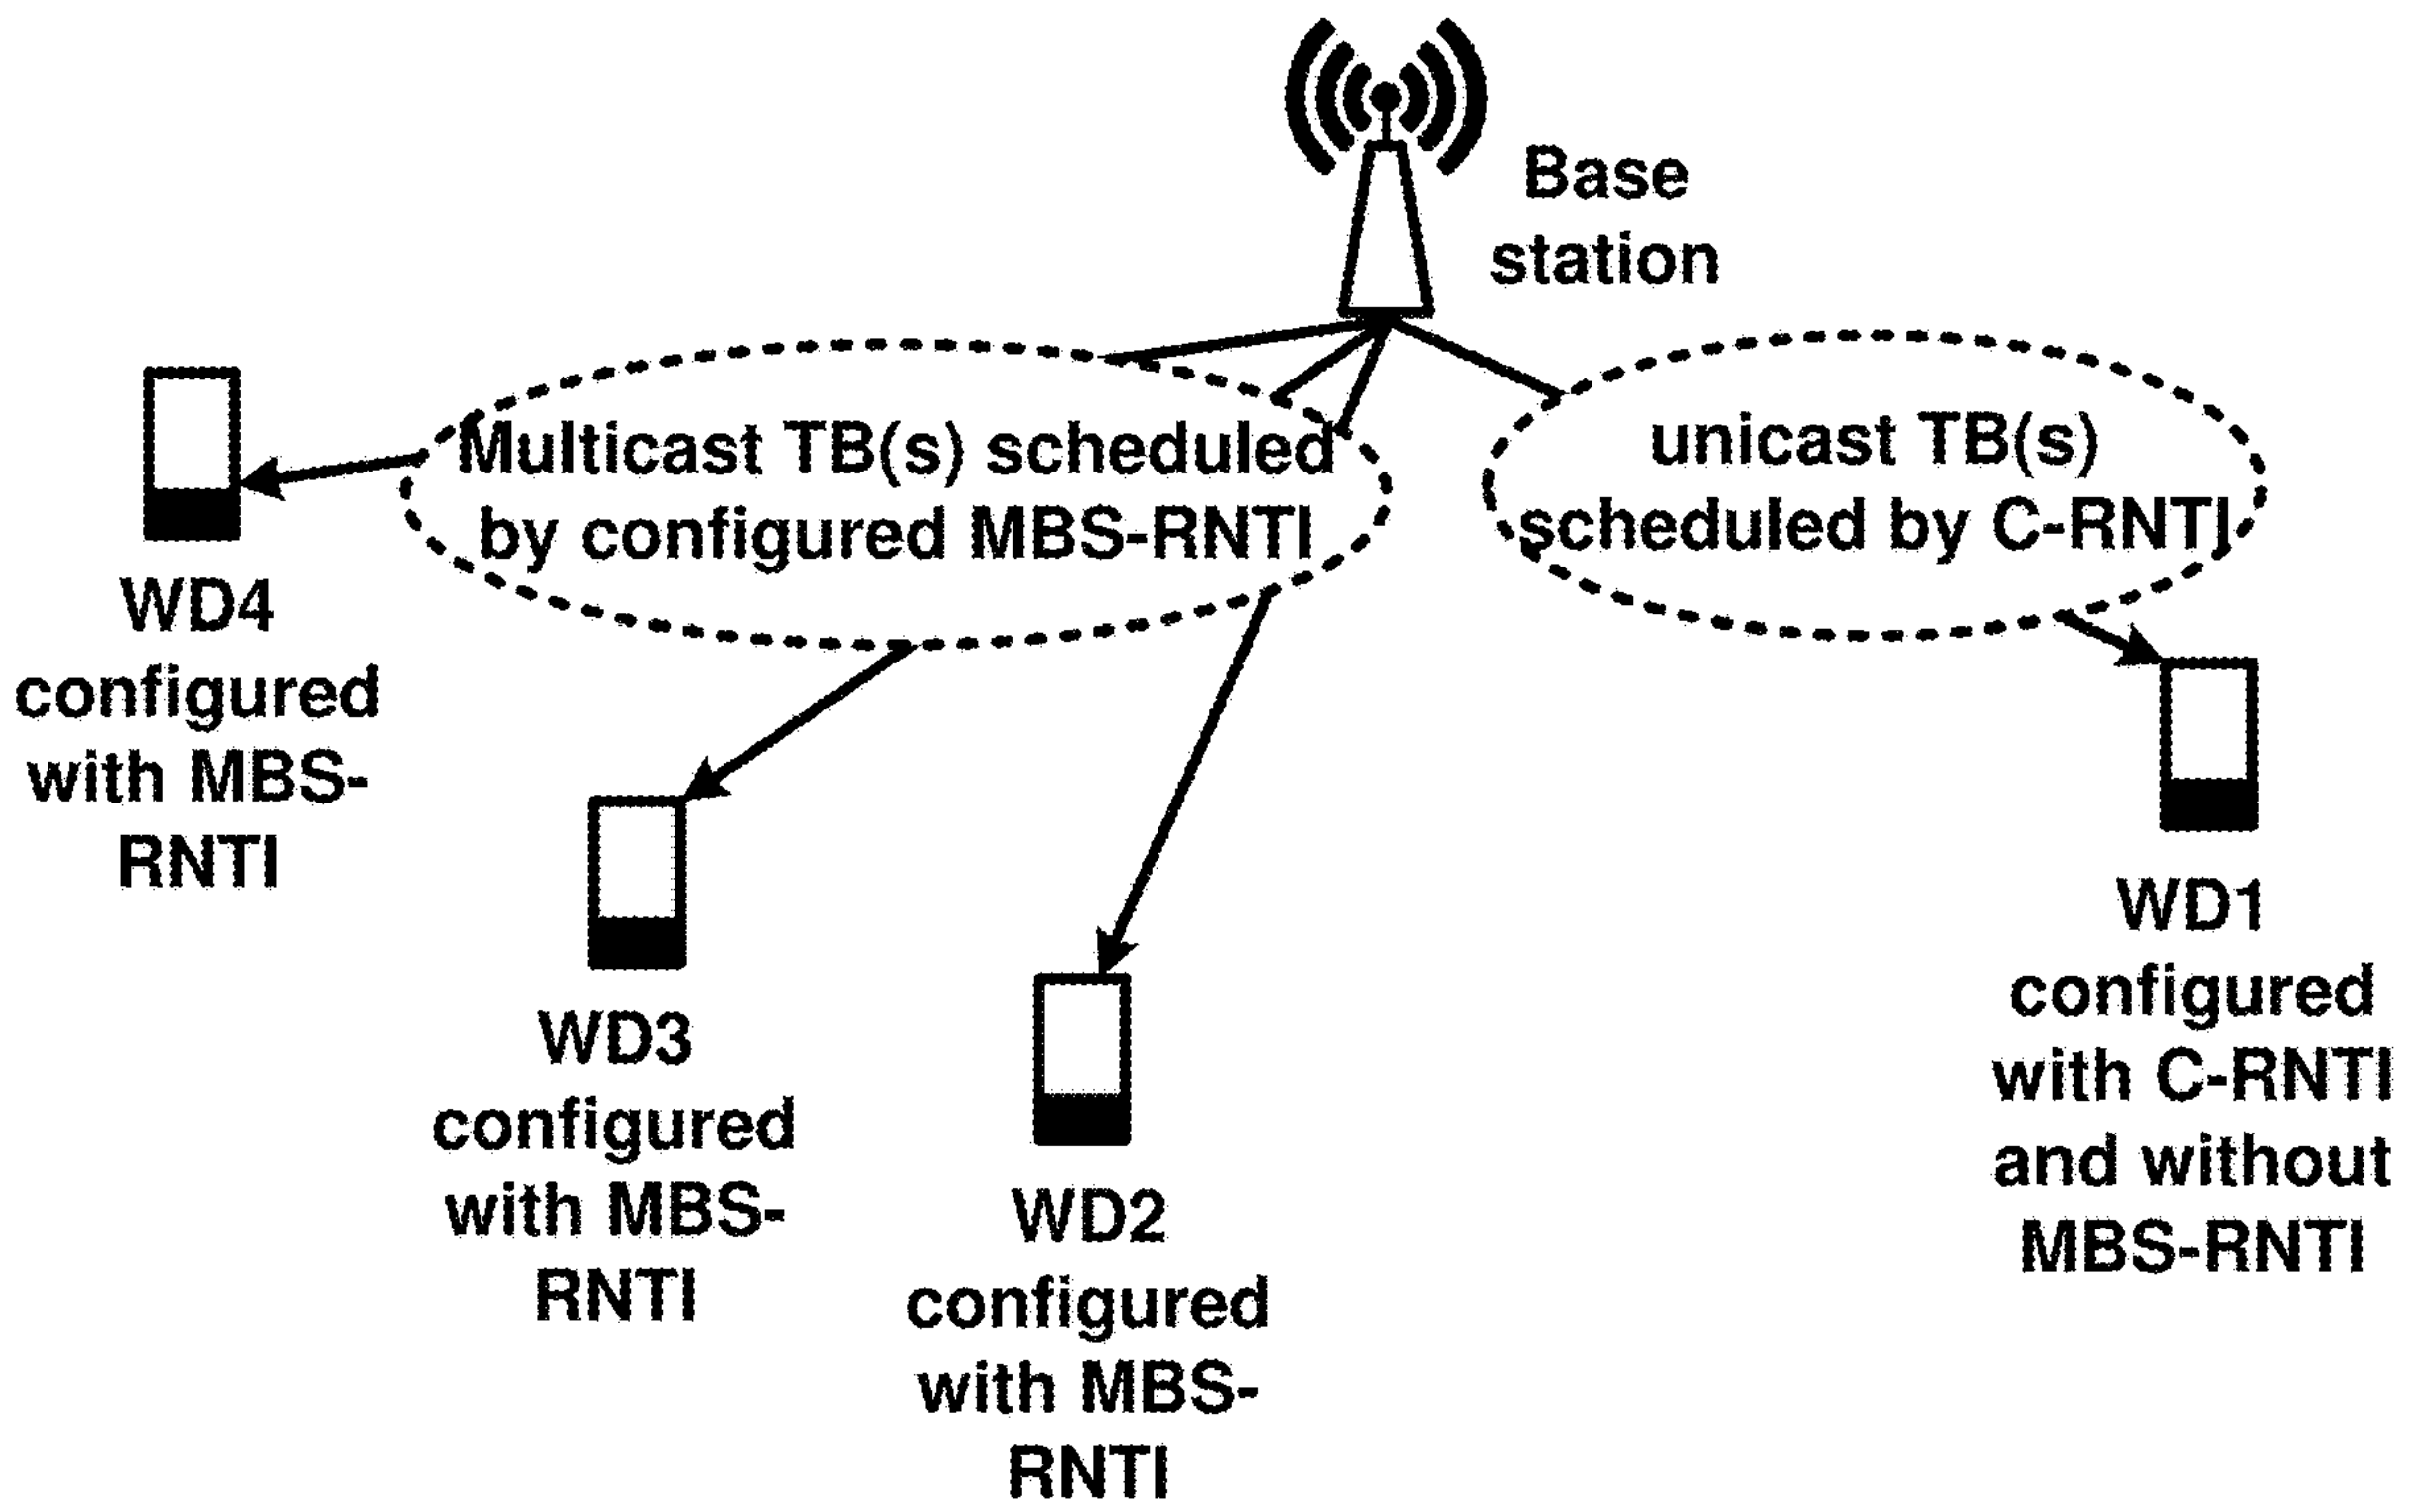 Base
station
Multicast TB(s) scheduled
by configured MBS-RNTI
unicast TB(s)
scheduled by C-RNTI
WD4
configured
with MBS-
RNTI
WD3
configured
with MBS-
RNTI
WD2
configured
with MBS-
RNTI
WD1
configured
with C-RNTI
and without
MBS-RNTI